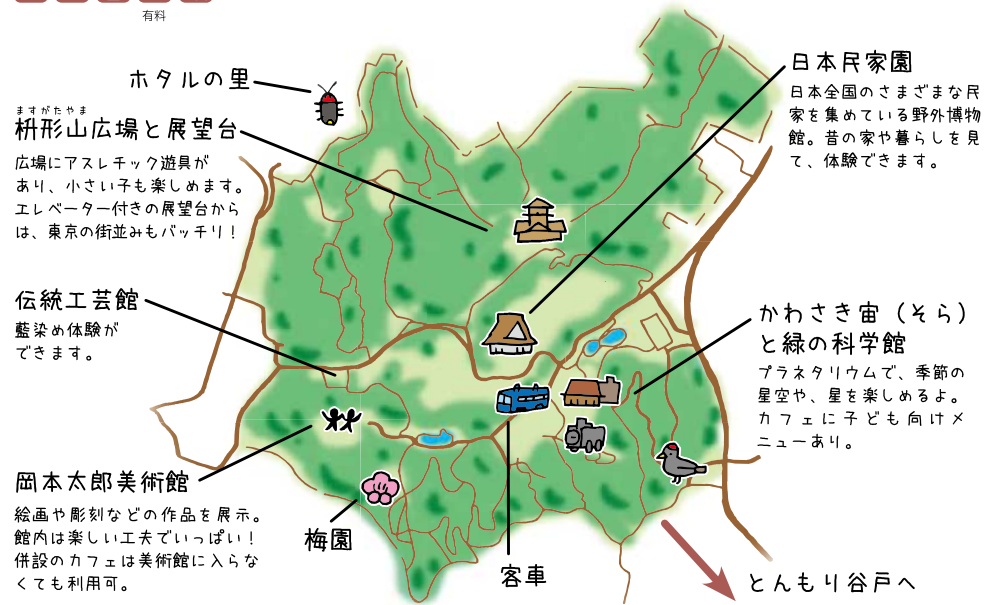 有料
ホタルの里
ますがたやま
枡形山広場と展望台
広場にアスレチック遊具が
あり、小さい子も楽しめます。
エレベーター付きの展望台から
は、東京の街並みもバッチリ！
伝統工芸館
藍染め体験が
できます。
岡本太郎美術館
絵画や彫刻などの作品を展示。
館内は楽しい工夫でいっぱい！
併設のカフェは美術館に入らな
くても利用可。
梅園
客車
日本民家園
日本全国のさまざまな民
家を集めている野外博物
館。昔の家や暮らしを見
て、体験できます。
かわさき宙（そら）
と緑の科学館
プラネタリウムで、季節の
星空や、星を楽しめるよ。
カフェに子ども向けメ
ニューあり。
とんもり谷戸へ